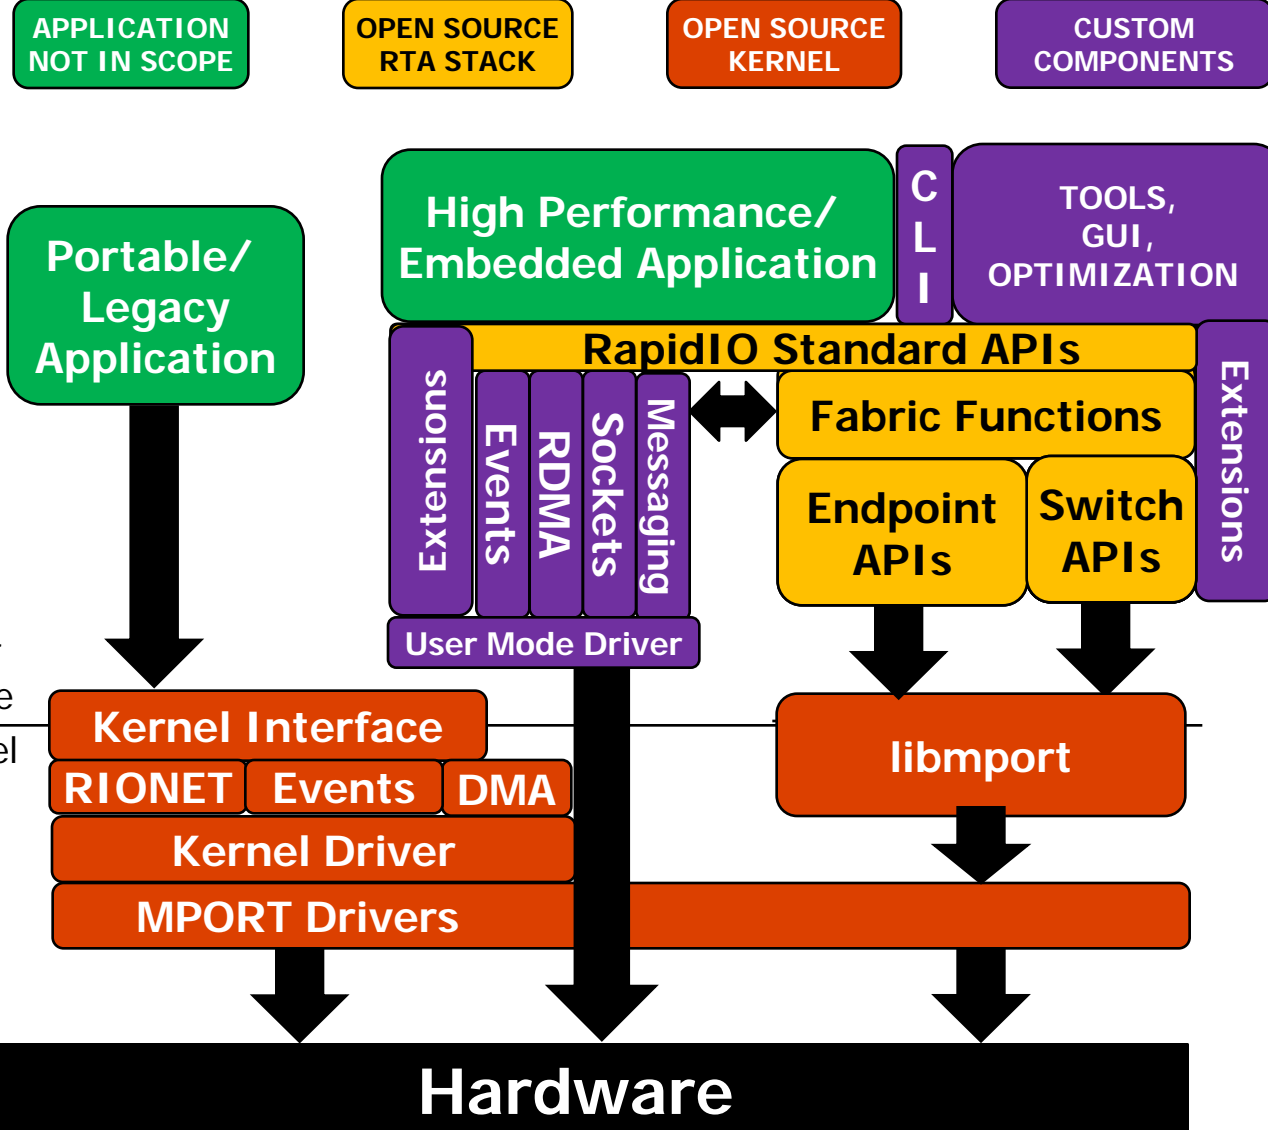 APPLICATION
NOT IN SCOPE
OPEN SOURCE
RTA STACK
OPEN SOURCE
KERNEL
CUSTOM
COMPONENTS
Portable/
Legacy
Application
High Performance/
Embedded Application
CLI
TOOLS,
GUI,
OPTIMIZATION
RapidIO Standard APIs
Extensions
Events
RDMA
Sockets
Messaging
Fabric Functions
Endpoint
APIs
Switch
APIs
Extensions
User Mode Driver
Kernel Interface
libmport
RIONET
Events
DMA
Kernel Driver
MPORT Drivers
Hardware